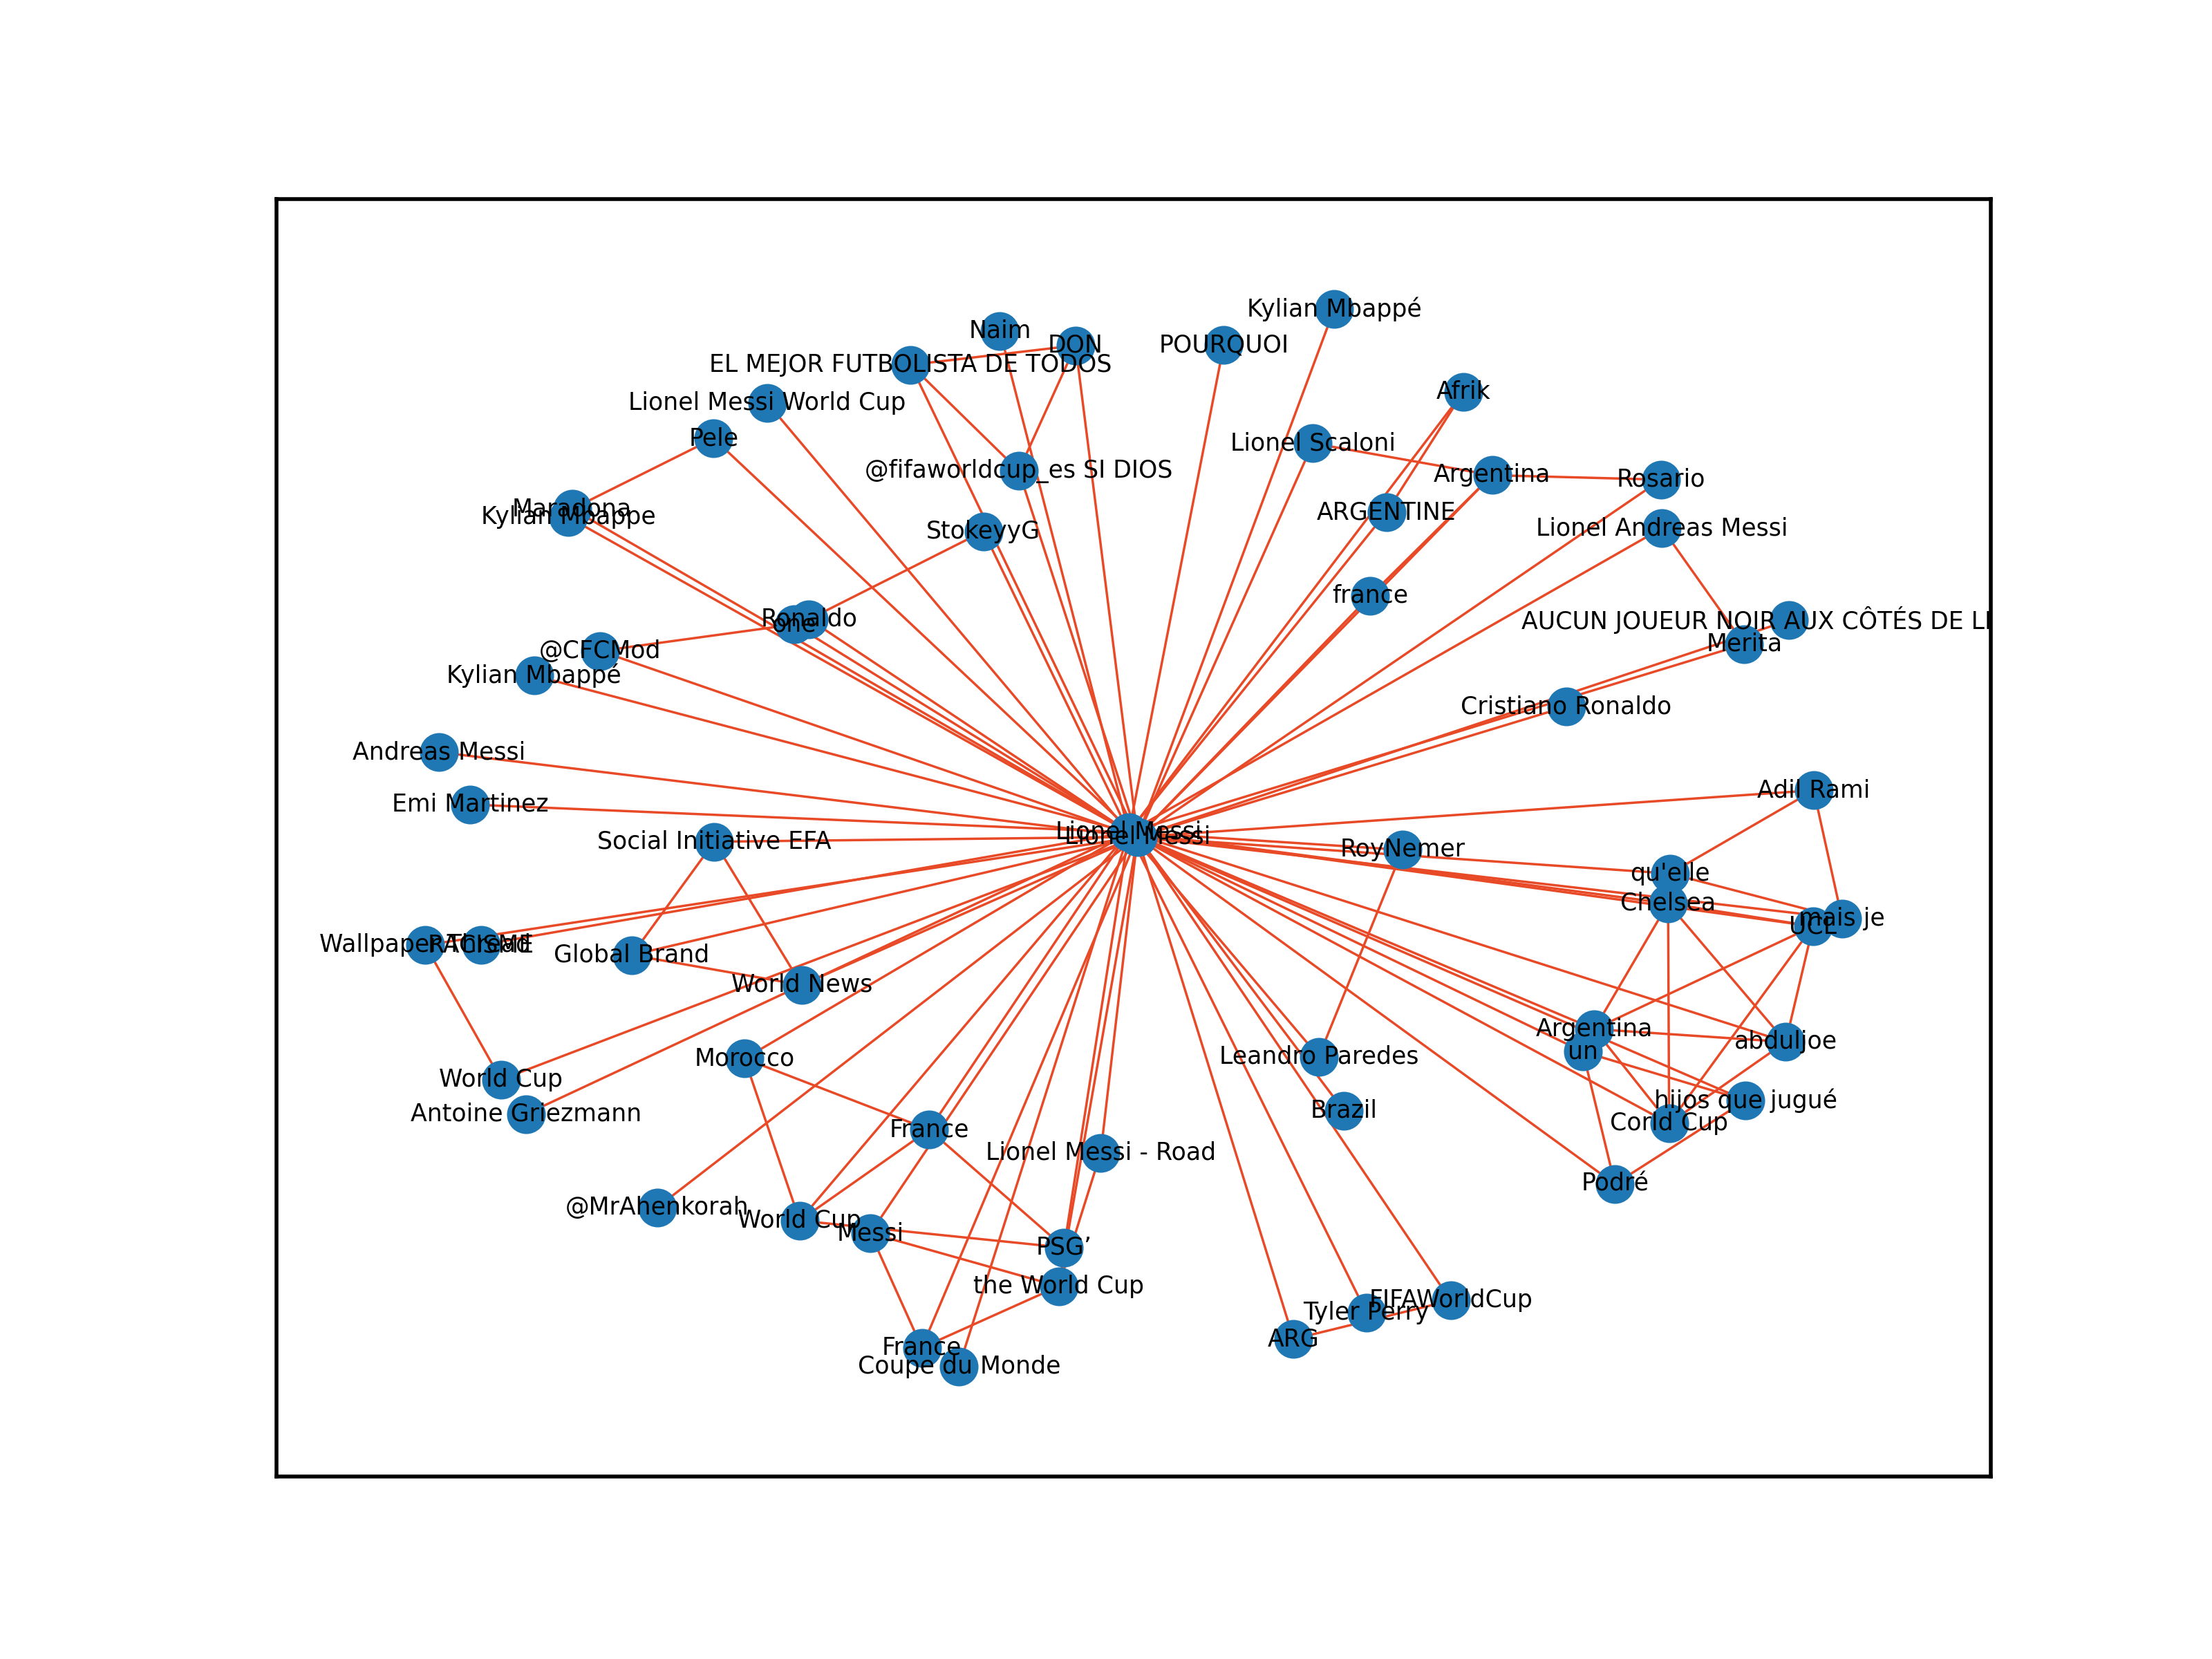 Kylian Mbappé
Naim
DON
POURQUOI
EL MEJOR FUTBOLISTA DE TODOS
Afrik
Lionel Messi World Cup
Pele
Lionel Scaloni
@fifaworldcup_es SI DIOS
Argentina
Rosario
Maradona
Kylian Mbappe
ARGENTINE
StokeyyG
Lionel Andreas Messi
france
Ronaldo
one
AUCUN JOUEUR NOIR AUX CÔTÉS DE LI
Merita
@CFCMod
Kylian Mbappé
Cristiano Ronaldo
Andreas Messi
Adil Rami
Emi Martinez
Lionel Messi
Lionel Messi
Social Initiative EFA
RoyNemer
qu'elle
Chelsea
mais je
UCL
Wallpaper Thread
RACISME
Global Brand
World News
Argentina
abduljoe
un
Morocco
Leandro Paredes
World Cup
hijos que jugué
Antoine Griezmann
Brazil
Corld Cup
France
Lionel Messi - Road
Podré
@MrAhenkorah
World Cup
Messi
PSG’
the World Cup
FIFAWorldCup
Tyler Perry
ARG
France
Coupe du Monde